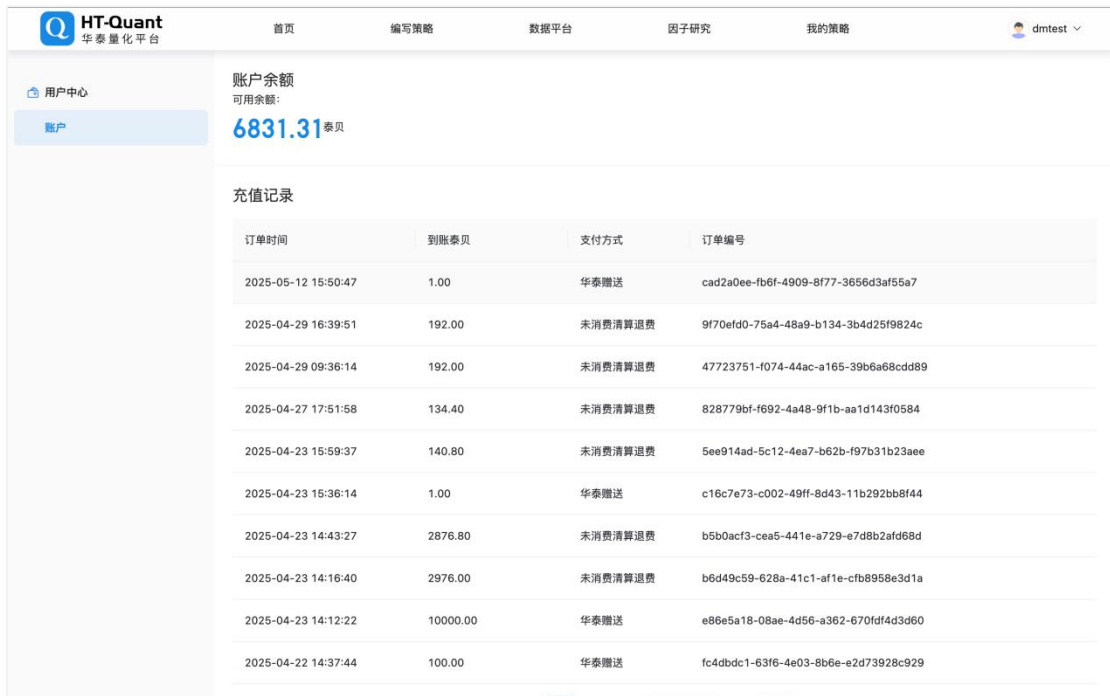 HT-Quant
华泰量化平台
首页 编写策略 数据平台 因子研究 我的策略 dmtest
用户中心
账户
账户余额
可用余额:
6831.31泰贝
充值记录
订单时间 到账泰贝 支付方式 订单编号
2025-05-12 15:50:47 1.00 华泰赠送 cad2a0ee-fb6f-4909-8f77-3656d3af55a7
2025-04-29 16:39:51 192.00 未消费清算退费 9f70efd0-75a4-48a9-b134-3b4d25f9824c
2025-04-29 09:36:14 192.00 未消费清算退费 47723751-f074-44ac-a165-39b6a68cdd89
2025-04-27 17:51:58 134.40 未消费清算退费 828779bf-f692-4a48-9f1b-aa1d143f0584
2025-04-23 15:59:37 140.80 未消费清算退费 5ee914ad-5c12-4ea7-b62b-f97b31b23aee
2025-04-23 15:36:14 1.00 华泰赠送 c16c7e73-c002-49ff-8d43-11b292bb8f44
2025-04-23 14:43:27 2876.80 未消费清算退费 b5b0acf3-cea5-441e-a729-e7d8b2afd68d
2025-04-23 14:16:40 2976.00 未消费清算退费 b6d49c59-628a-41c1-af1e-cfb8958e3d1a
2025-04-23 14:12:22 10000.00 华泰赠送 e86e5a18-08ae-4d56-a362-670fdf4d3d60
2025-04-22 14:37:44 100.00 华泰赠送 fc4dbdc1-63f6-4e03-8b6e-e2d73928c929